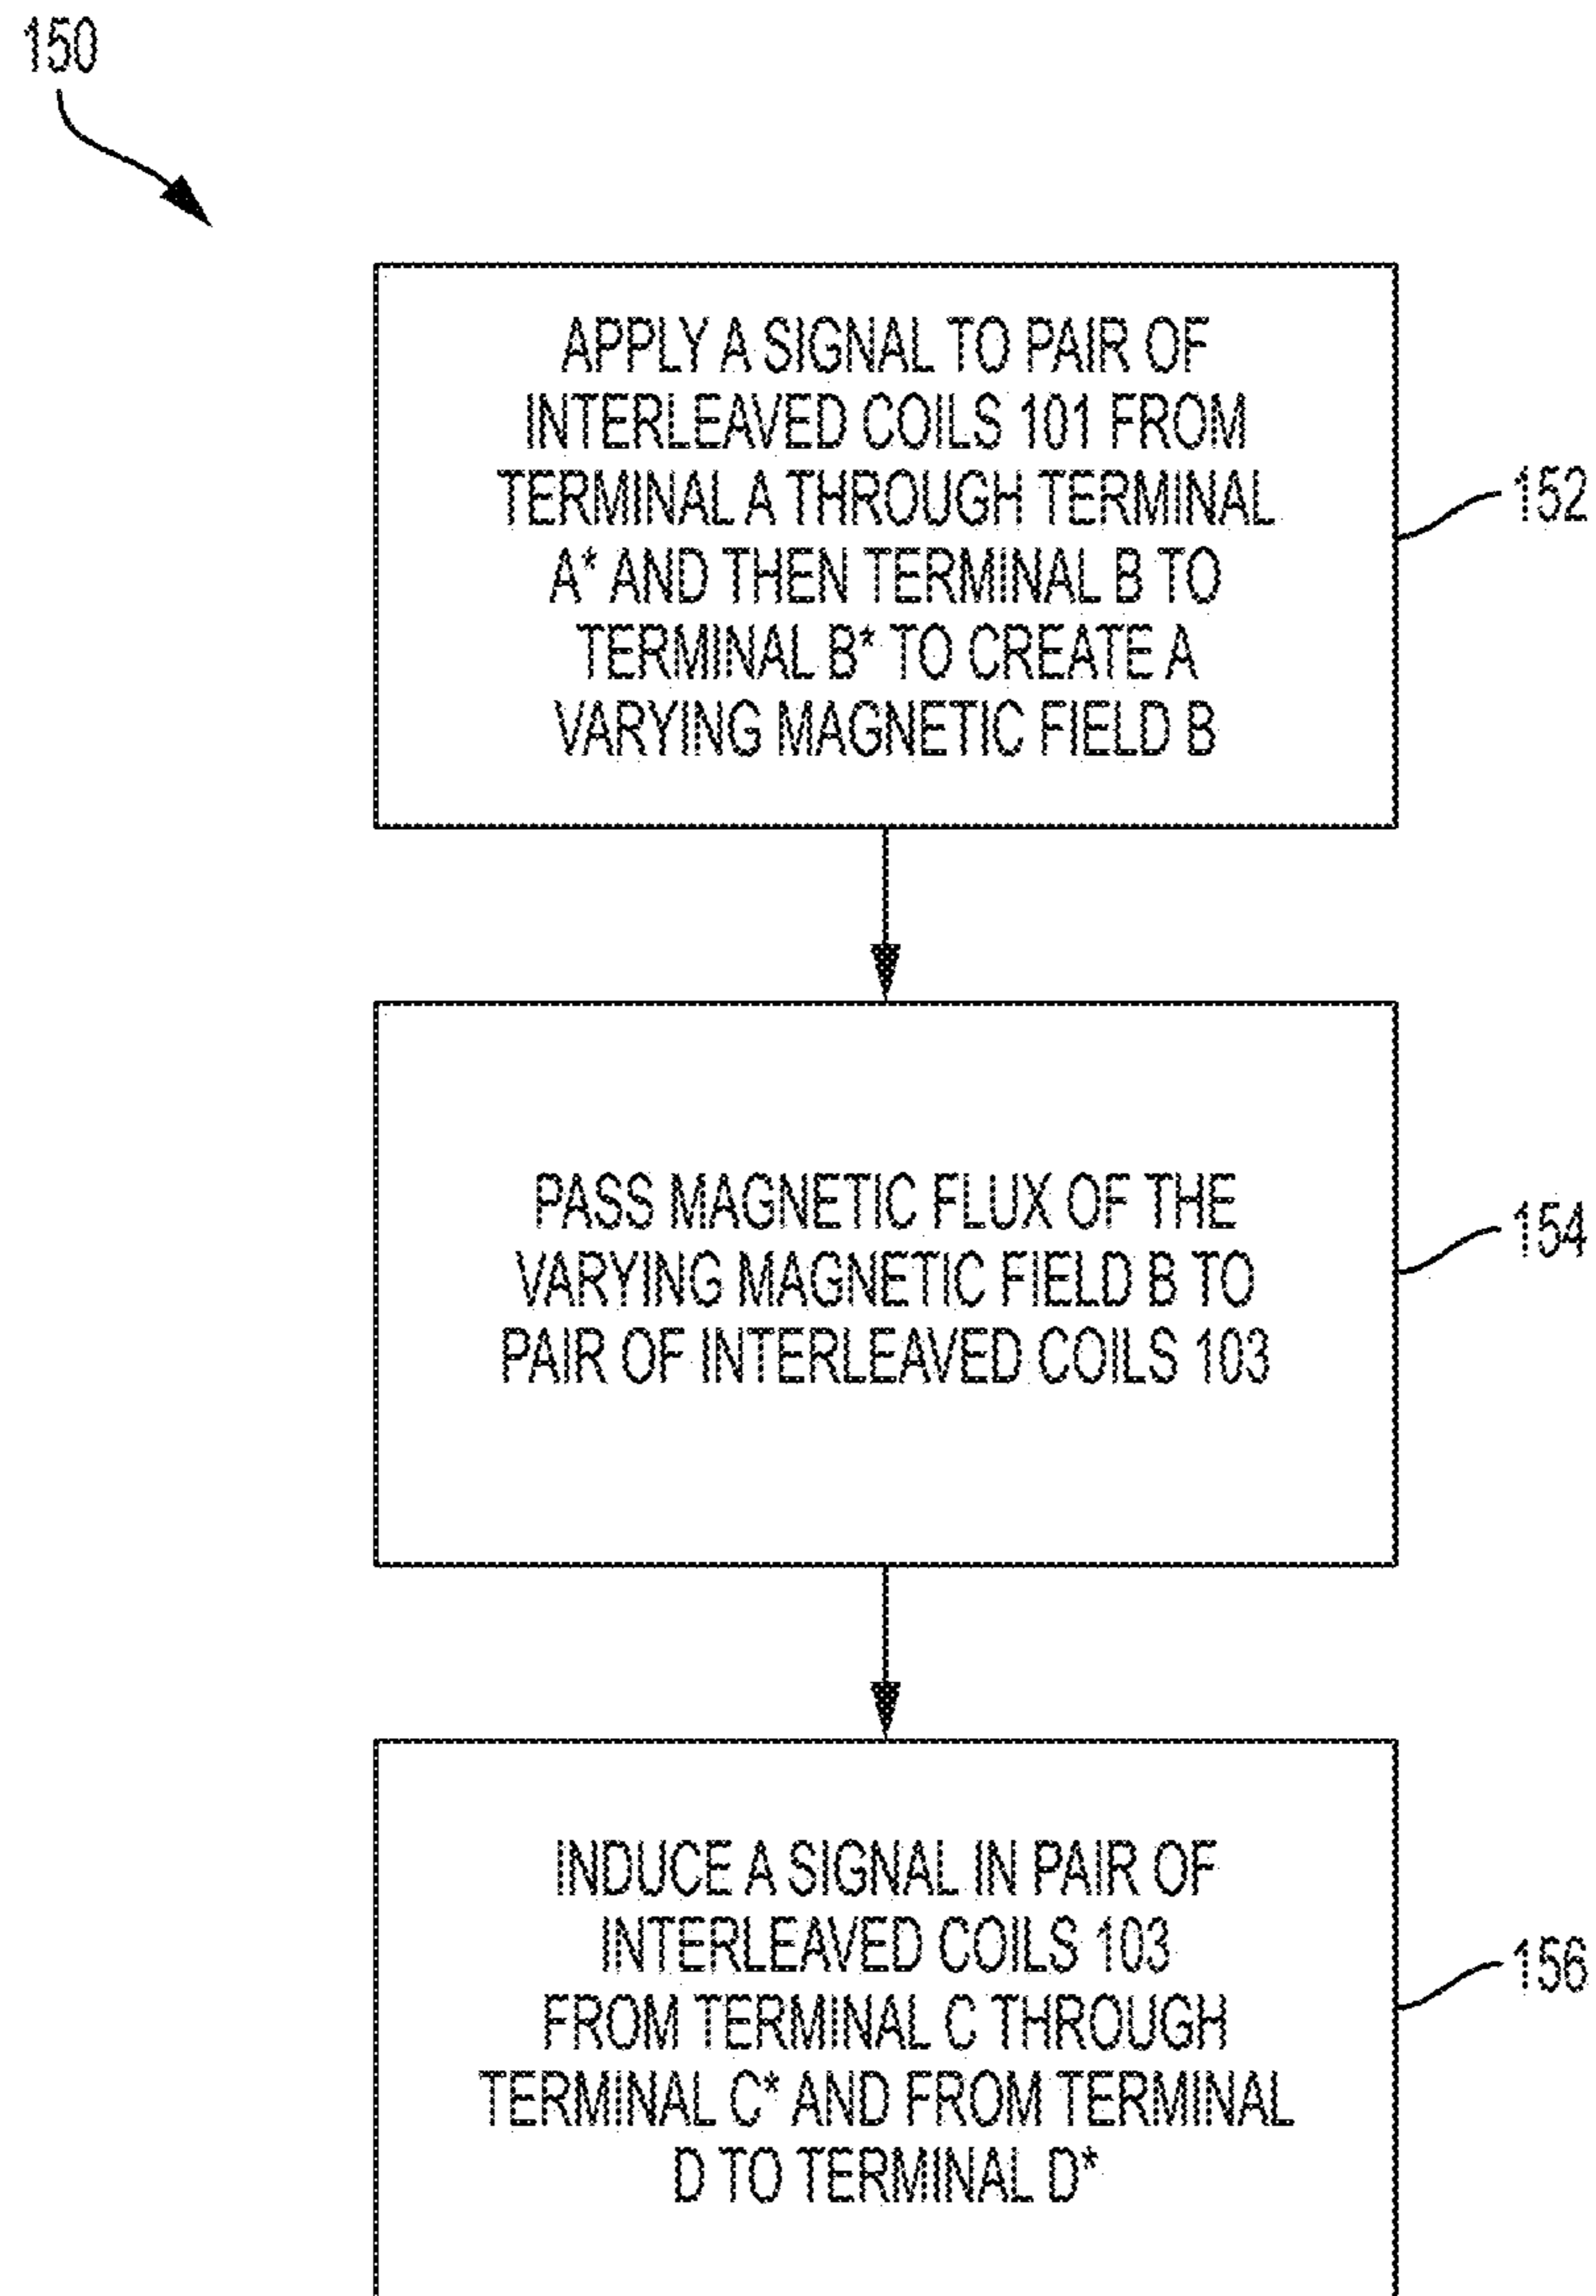 150
APPLY A SIGNAL TO PAIR OF
INTERLEAVED COILS 101 FROM
TERMINAL A THROUGH TERMINAL
A* AND THEN TERMINAL B TO
TERMINAL B* TO CREATE A
VARYING MAGNETIC FIELD B
152
PASS MAGNETIC FLUX OF THE
VARYING MAGNETIC FIELD B TO
PAIR OF INTERLEAVED COILS 103
154
INDUCE A SIGNAL IN PAIR OF
INTERLEAVED COILS 103
FROM TERMINAL C THROUGH
TERMINAL C* AND FROM TERMINAL
D TO TERMINAL D*
156